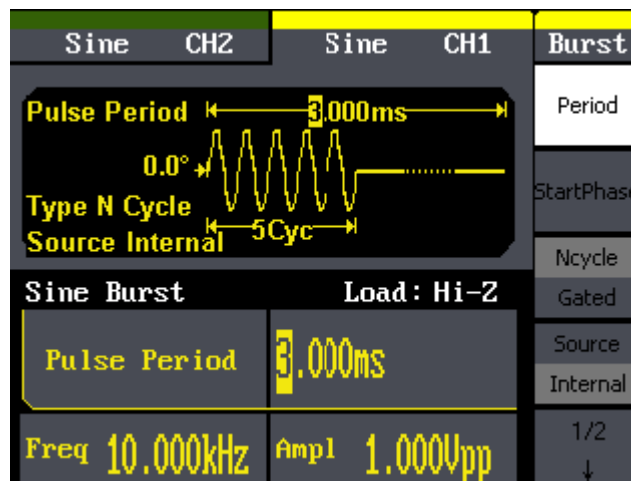 Sine CH2 Sine CH1 Burst
Pulse Period 3.000ms
0.0°
Type N Cycle
Source Internal
5Cyc
Period
StartPhas
Ncycle
Gated
Sine Burst Load: Hi-Z
Pulse Period 3.000ms
Source
Internal
Freq 10.000kHz Ampl 1.000Vpp
1/2
↓